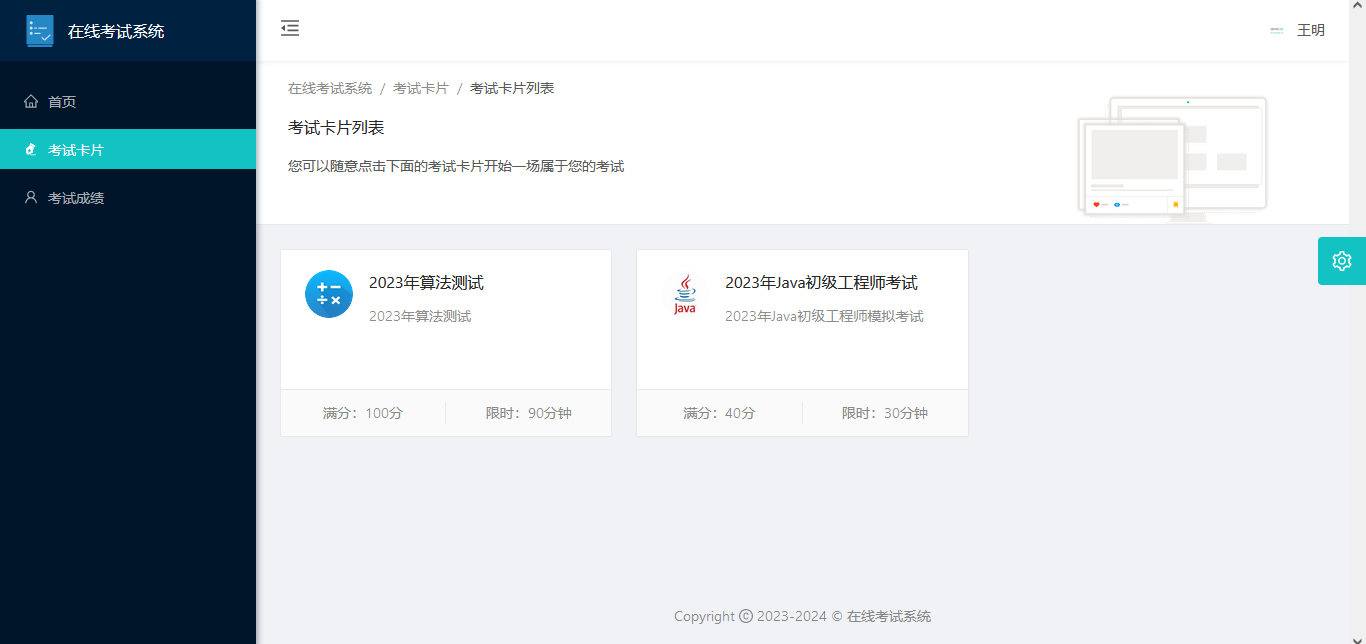 在线考试系统
王明
首页
考试卡片
考试成绩
在线考试系统 / 考试卡片 / 考试卡片列表
考试卡片列表
您可以随意点击下面的考试卡片开始一场属于您的考试
2023年算法测试
2023年算法测试
满分：100分
限时：90分钟
Java
2023年Java初级工程师考试
2023年Java初级工程师模拟考试
满分：40分
限时：30分钟
Copyright © 2023-2024 © 在线考试系统